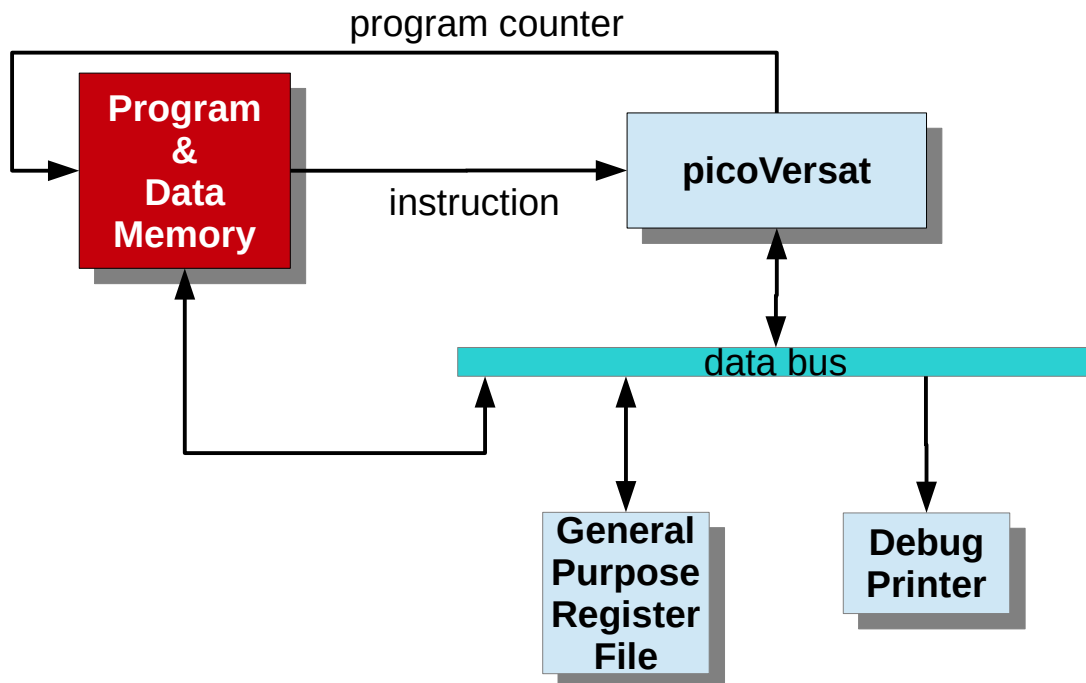 program counter
Program
&
Data
Memory
picoVersat
instruction
data bus
General
Purpose
Register
File
Debug
Printer